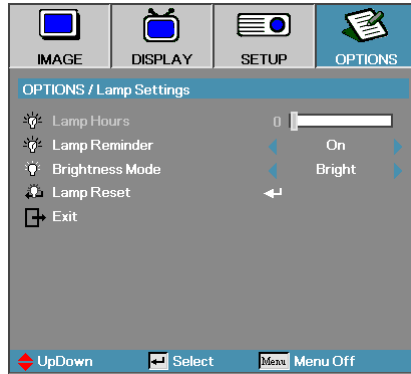 IMAGE DISPLAY SETUP OPTIONS
OPTIONS / Lamp Settings
Lamp Hours 0
Lamp Reminder On
Brightness Mode Bright
Lamp Reset
Exit
UpDown Select Menu Menu Off